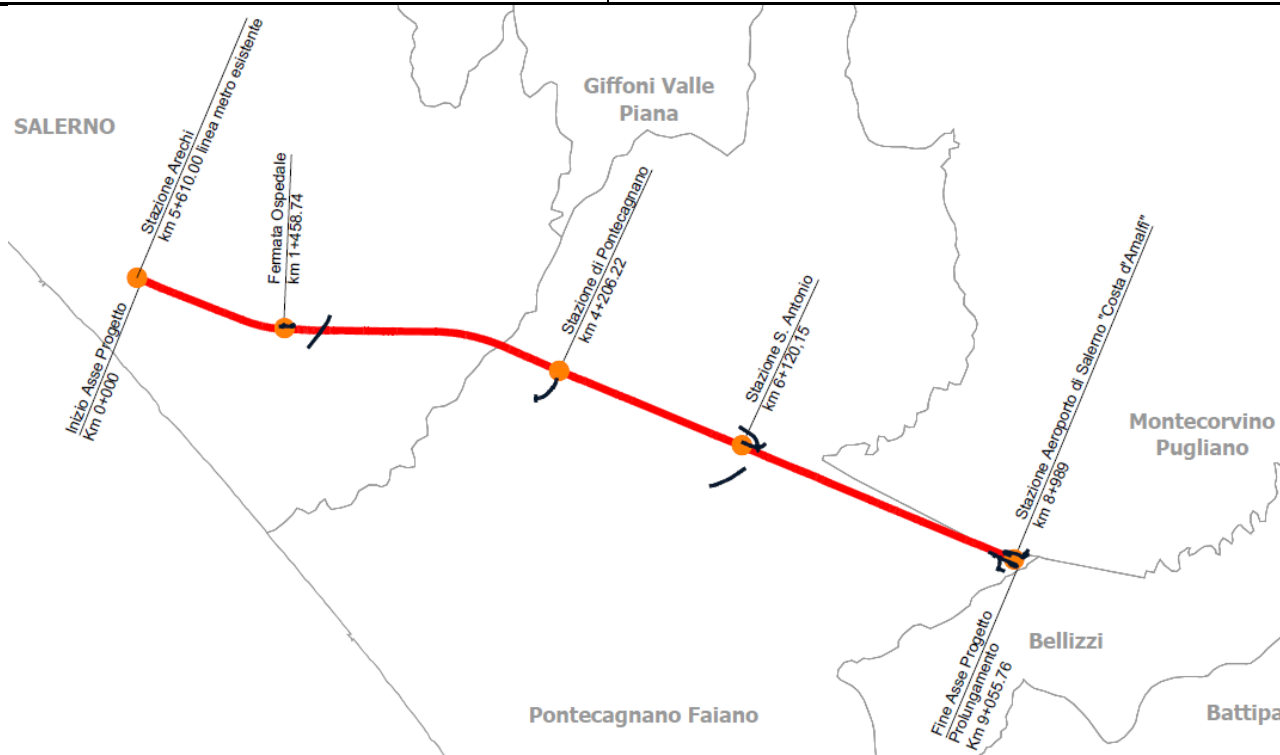 SALERNO
Stazione Arechi
km 5+610.00 linea metro esistente
Inizio Asse Progetto
Km 0+000
Fermata Ospedale
km 1+458.74
Giffoni Valle
Piana
Stazione di Pontecagnano
km 4+206.22
Stazione S. Antonio
km 6+120,15
Stazione Aeroporto di Salerno "Costa d'Amalfi"
km 8+989
Montecorvino
Pugliano
Fine Asse Progetto
Prolungamento
Km 9+055.76
Bellizzi
Pontecagnano Faiano
Battipa